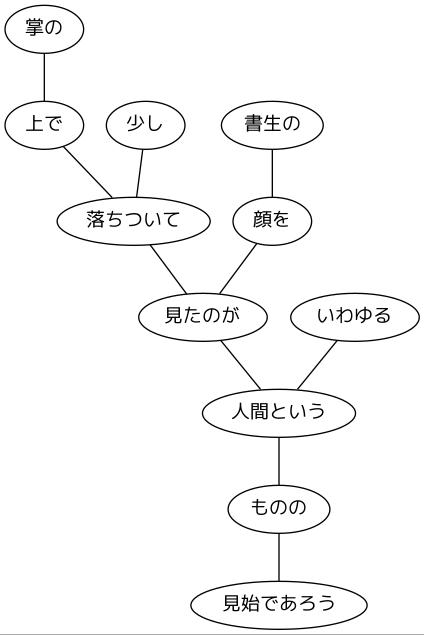 掌の
上で
少し
書生の
落ちついて
顔を
見たのが
いわゆる
人間という
ものの
見始であろう